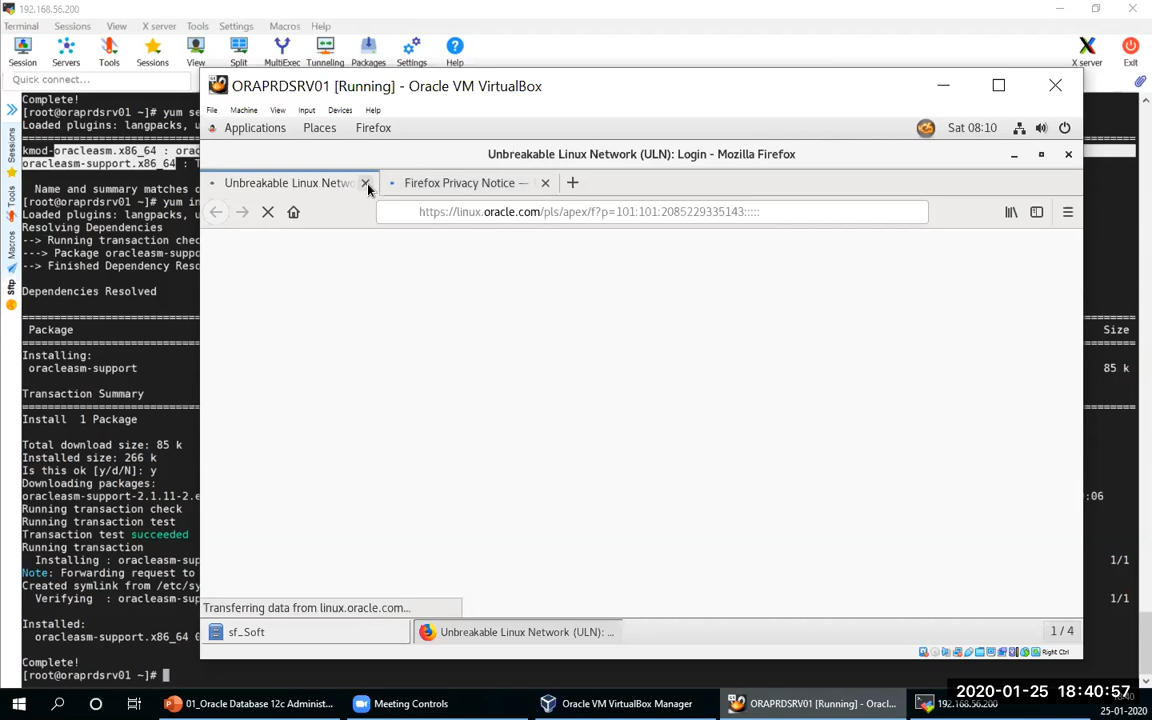 192.168.56.200
Terminal Sessions View X server Tools Settings Macros Help
Session Servers Tools Sessions View Split MultiExec Tunneling Packages Settings Help X server Exit
Quick connect...
Complete!
[root@oraprdsrv01 ~]# yum se
Loaded plugins: langpacks, u
kmod-oracleasm.x86_64 : orac
oracleasm-support.x86_64 : T
Name and summary matches
[root@oraprdsrv01 ~]# yum in
Loaded plugins: langpacks, u
Resolving Dependencies
--> Running transaction chec
---> Package oracleasm-suppo
--> Finished Dependency Reso
Dependencies Resolved
Package Size
Installing:
oracleasm-support 85 k
Transaction Summary
Install 1 Package
Total download size: 85 k
Installed size: 266 k
Is this ok [y/d/N]: y
Downloading packages:
oracleasm-support-2.1.11-2.e :06
Running transaction check
Running transaction test
Transaction test succeeded
Running transaction
Installing : oracleasm-sup 1/1
Note: Forwarding request to
Created symlink from /etc/sy
Verifying : oracleasm-sup 1/1
Installed:
oracleasm-support.x86_64 0
Complete!
[root@oraprdsrv01 ~]#
Sessions
Tools
Macros
Sftp
ORAPRDSRV01 [Running] - Oracle VM VirtualBox
File Machine View Input Devices Help
Applications Places Firefox Sat 08:10
Unbreakable Linux Network (ULN): Login - Mozilla Firefox
Unbreakable Linux Netwo Firefox Privacy Notice —
https://linux.oracle.com/pls/apex/f?p=101:101:2085229335143:::::
Transferring data from linux.oracle.com...
sf_Soft Unbreakable Linux Network (ULN): ... 1 / 4
Right Ctrl
01_Oracle Database 12c Administ... Meeting Controls Oracle VM VirtualBox Manager ORAPRDSRV01 [Running] - Oracl... 192.168.56.200
2020-01-25 18:40:57
25-01-2020